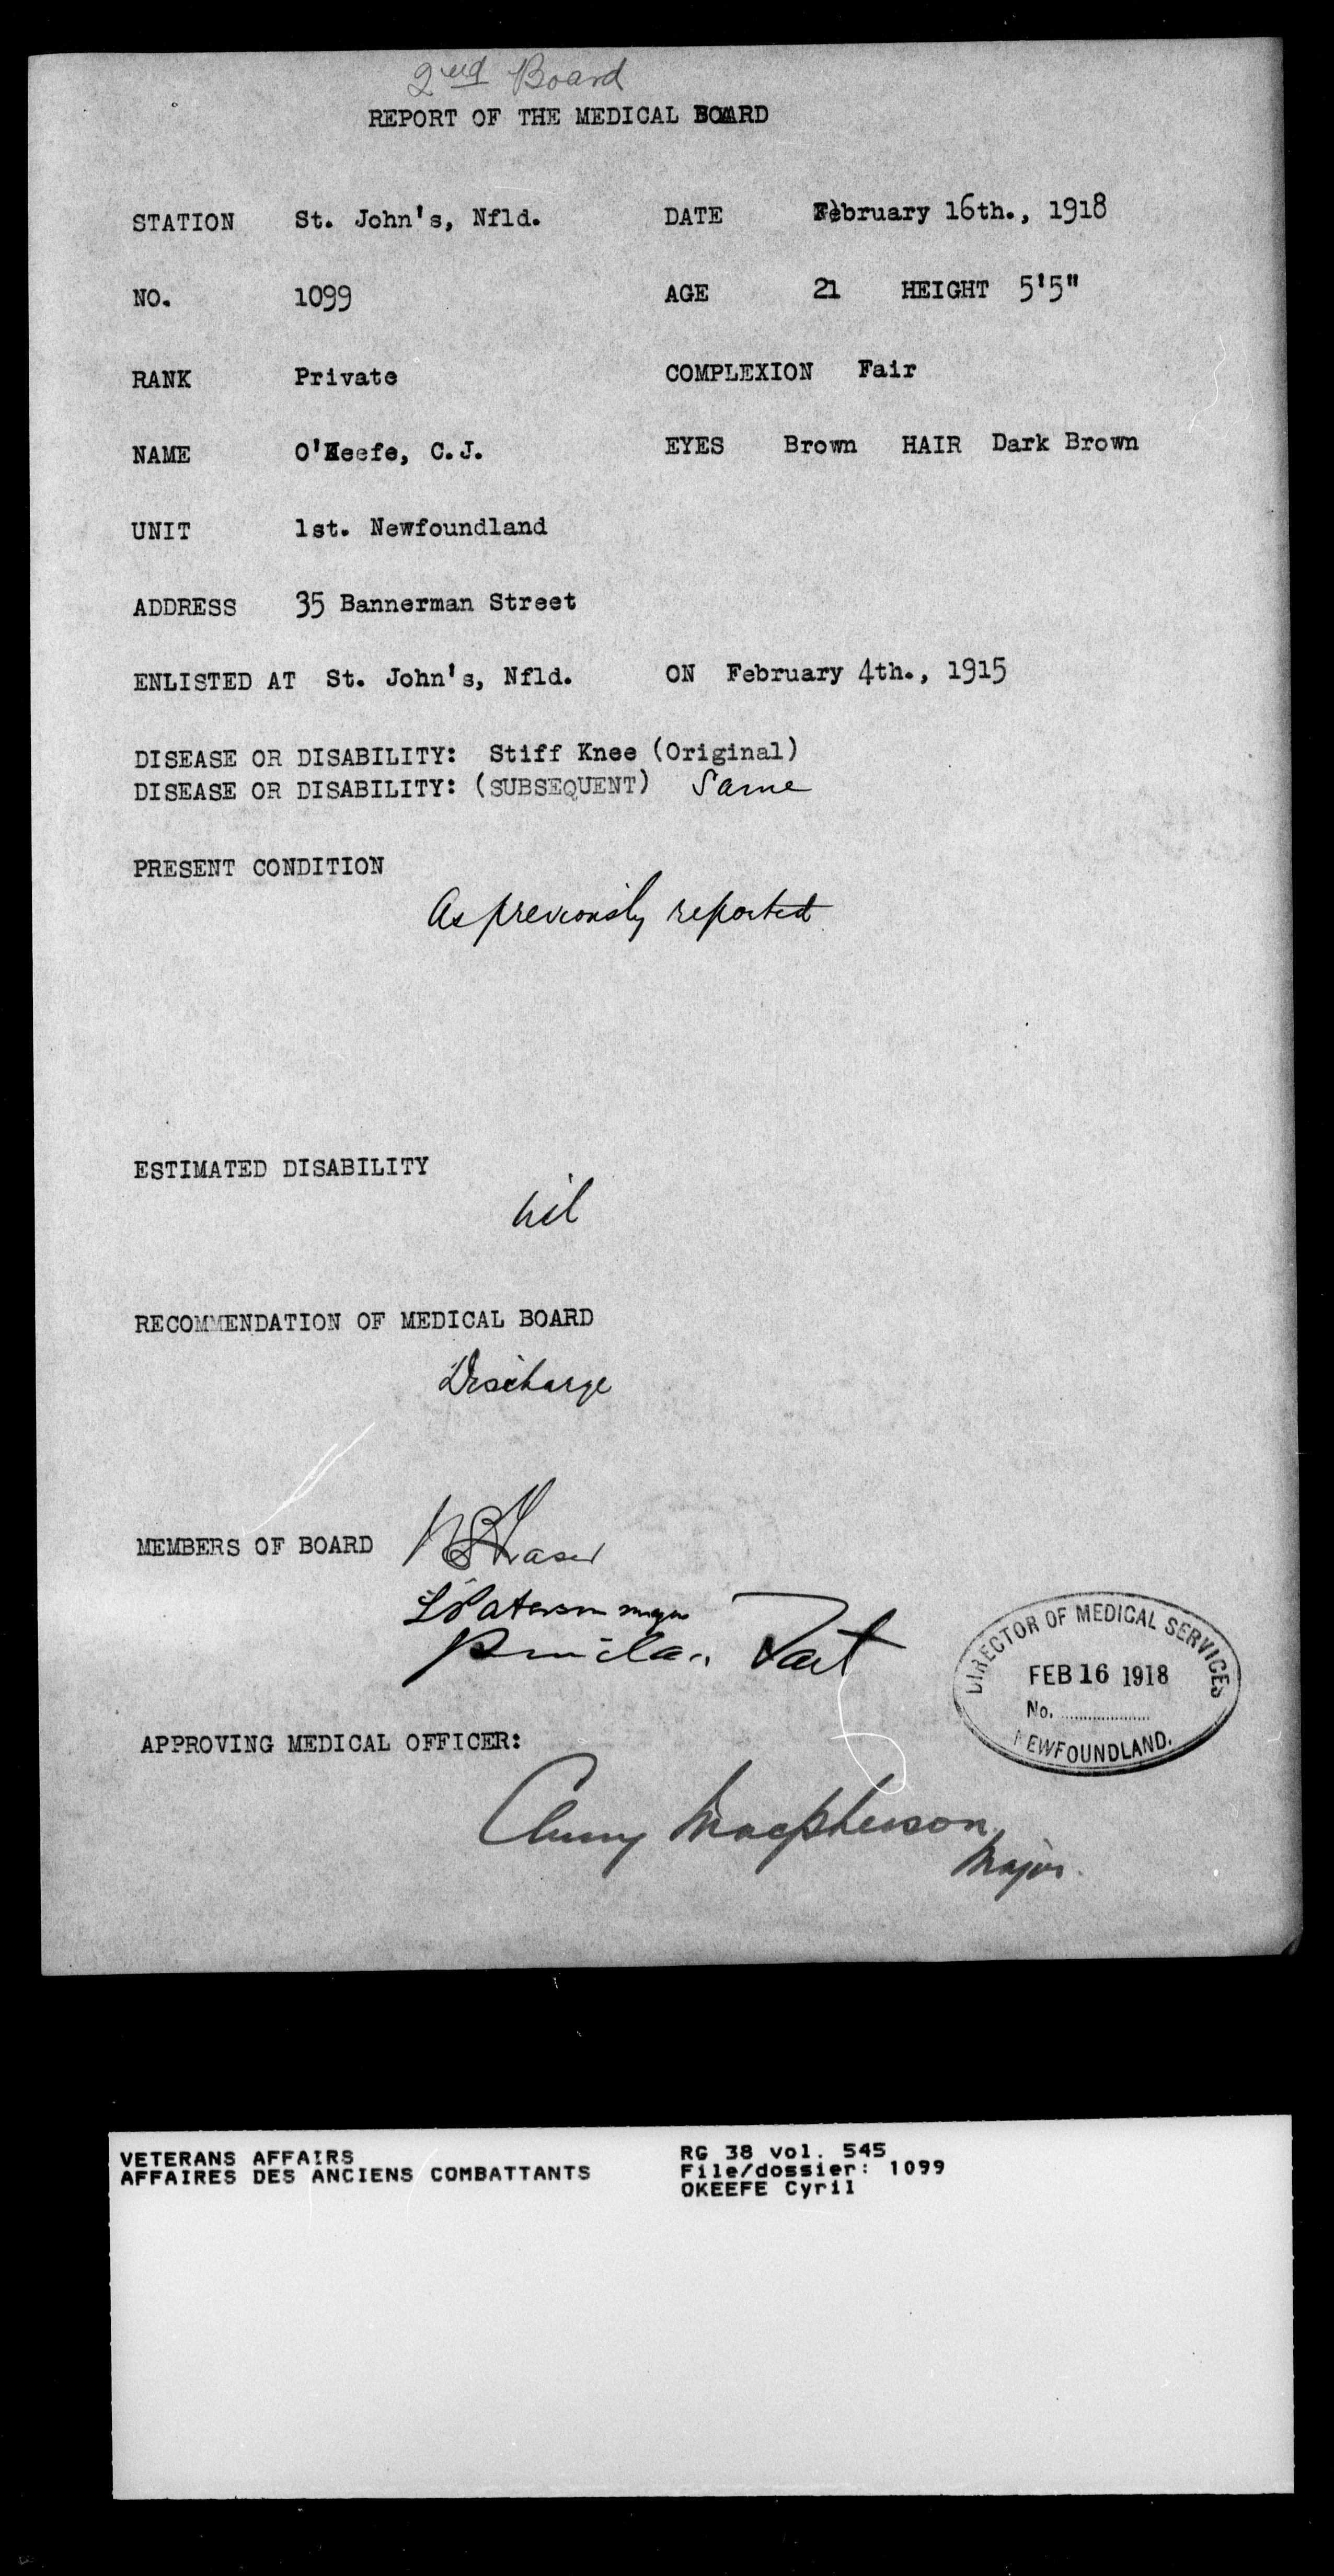 2nd Board
REPORT OF THE MEDICAL BOARD
STATION St. John's, Nfld. DATE February 16th., 1918
NO. 1099 AGE 21 HEIGHT 5'5"
RANK Private COMPLEXION Fair
NAME O'Keefe, C.J. EYES Brown HAIR Dark Brown
UNIT 1st. Newfoundland
ADDRESS 35 Bannerman Street
ENLISTED AT St. John's, Nfld. ON February 4th., 1915
DISEASE OR DISABILITY: Stiff Knee (Original)
DISEASE OR DISABILITY: (SUBSEQUENT) Same
PRESENT CONDITION
As previously reported
ESTIMATED DISABILITY
nil
RECOMMENDATION OF MEDICAL BOARD
Discharge
MEMBERS OF BOARD Fraser
Paterson major
Tait
DIRECTOR OF MEDICAL SERVICES
FEB 16 1918
No.
NEWFOUNDLAND.
APPROVING MEDICAL OFFICER:
Cluny Macpherson
Major.
VETERANS AFFAIRS RG 38 vol. 545
AFFAIRES DES ANCIENS COMBATTANTS File/dossier: 1099
OKEEFE Cyril